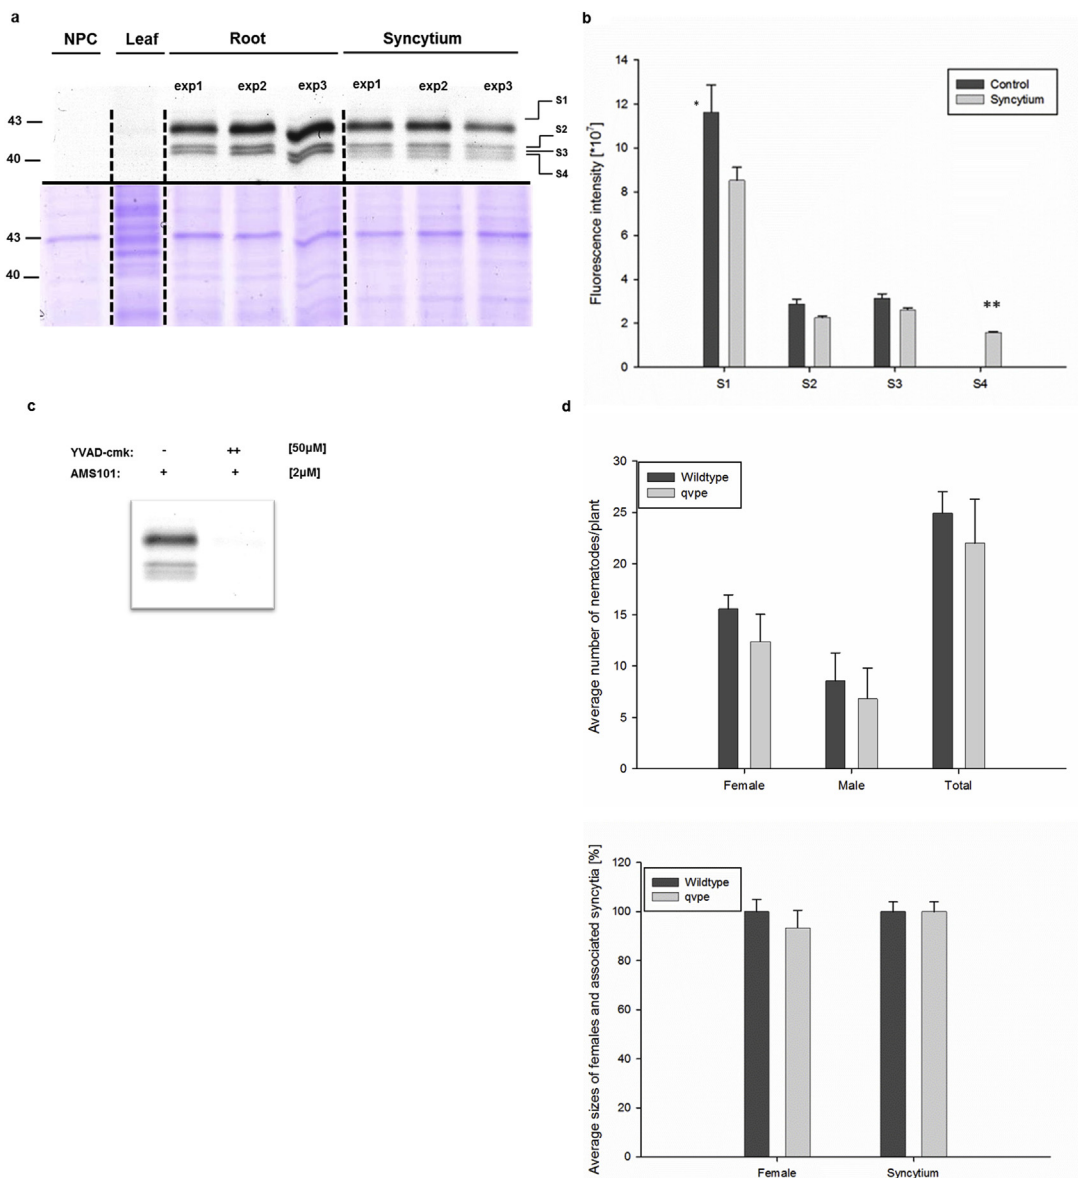 a
NPC Leaf Root Syncytium
exp1 exp2 exp3 exp1 exp2 exp3
S1
43
S2
S3
40
S4
43
40
b
14
12
10
8
6
4
2
0
Fluorescence intensity [*10⁷]
Control
Syncytium
*
**
S1 S2 S3 S4
c
YVAD-cmk: - ++ [50µM]
AMS101: + + [2µM]
d
30
25
20
15
10
5
0
Average number of nematodes/plant
Wildtype
qvpe
Female Male Total
120
100
80
60
40
20
0
Average sizes of females and associated syncytia [%]
Wildtype
qvpe
Female Syncytium